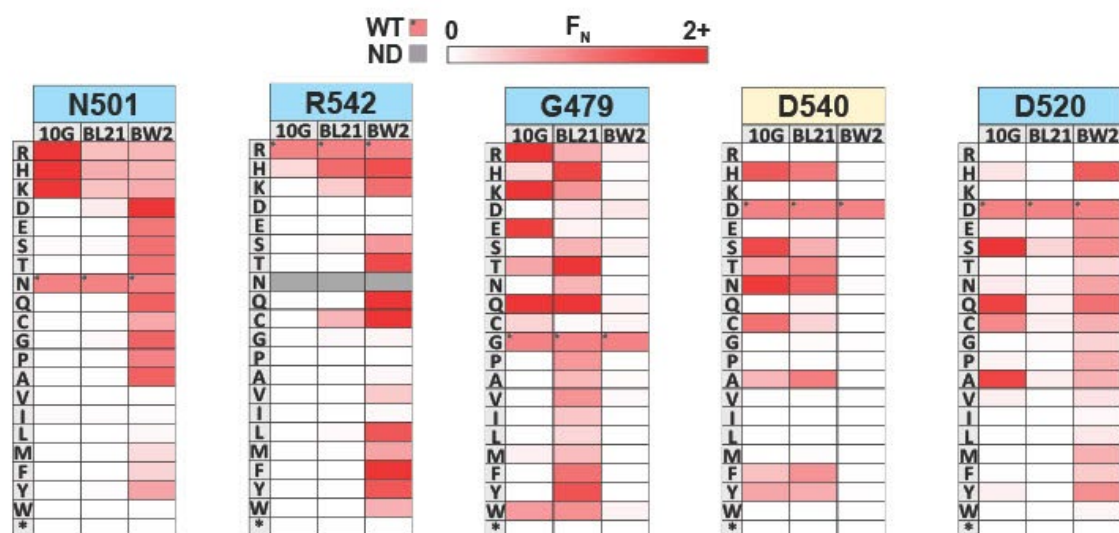 WT 0 F_N 2+
ND
N501 R542 G479 D540 D520
10G BL21 BW2 10G BL21 BW2 10G BL21 BW2 10G BL21 BW2 10G BL21 BW2
R R R R R
H H H H H
K K K K K
D D D D D
E E E E E
S S S S S
T T T T T
N N N N N
Q Q Q Q Q
C C C C C
G G G G G
P P P P P
A A A A A
V V V V V
I I I I I
L L L L L
M M M M M
F F F F F
Y Y Y Y Y
W W W W W
* * * * *